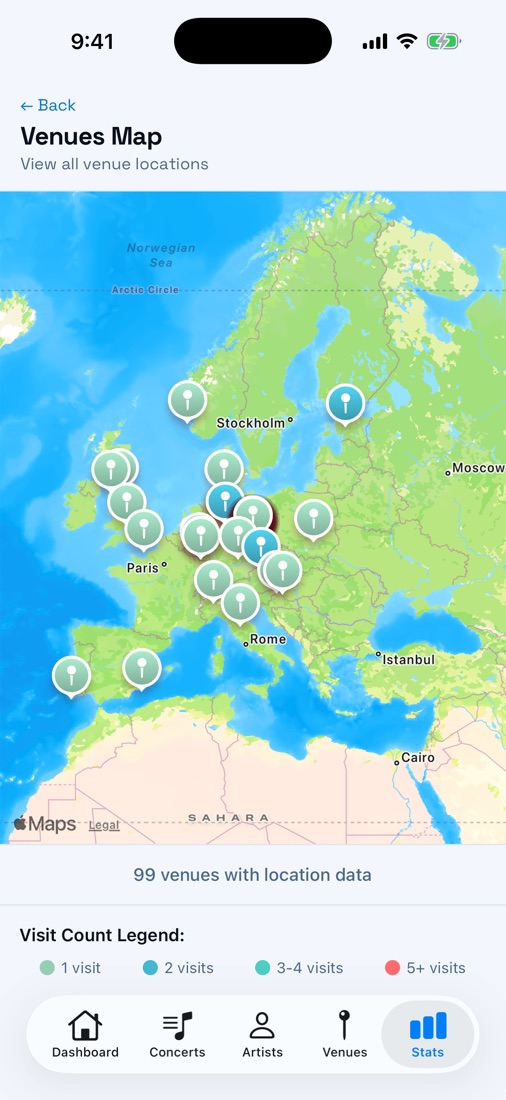 9:41
← Back
Venues Map
View all venue locations
Norwegian
Sea
Arctic Circle
Stockholm
Moscow
Paris
Rome
Istanbul
Cairo
SAHARA
Maps Legal
99 venues with location data
Visit Count Legend:
1 visit 2 visits 3-4 visits 5+ visits
Dashboard Concerts Artists Venues Stats